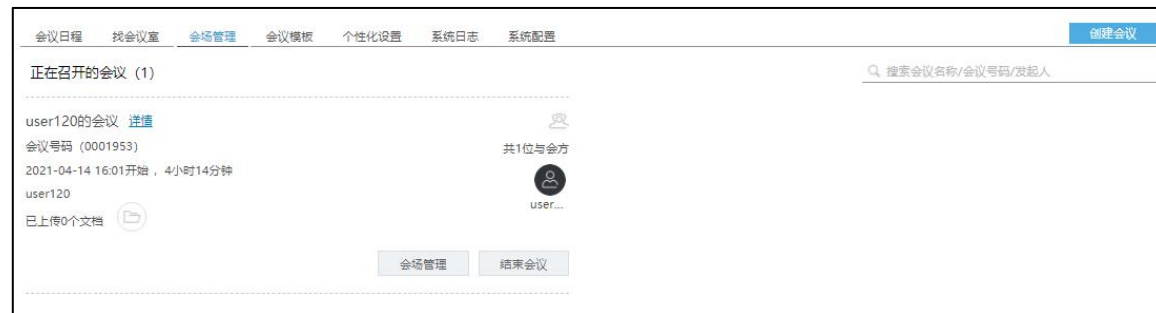 会议日程 找会议室 会场管理 会议模板 个性化设置 系统日志 系统配置 创建会议
正在召开的会议（1） 搜索会议名称/会议号码/发起人
user120的会议 详情
会议号码（0001953） 共1位与会方
2021-04-14 16:01开始 ，4小时14分钟
user120
user...
已上传0个文档
会场管理 结束会议